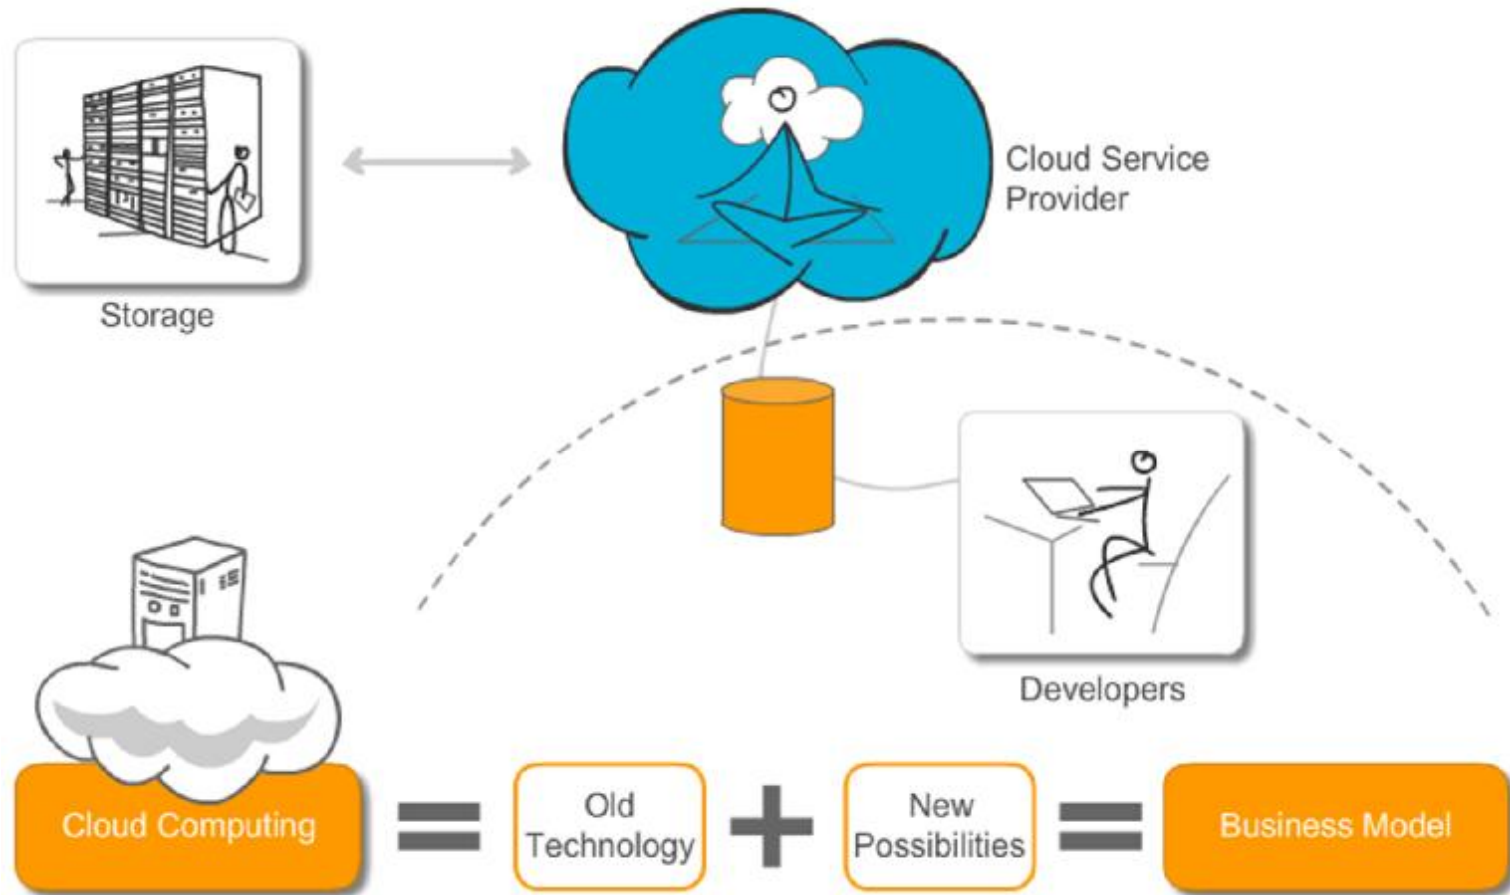 Cloud Service
Provider
Storage
Developers
Cloud Computing
Old
Technology
New
Possibilities
Business Model